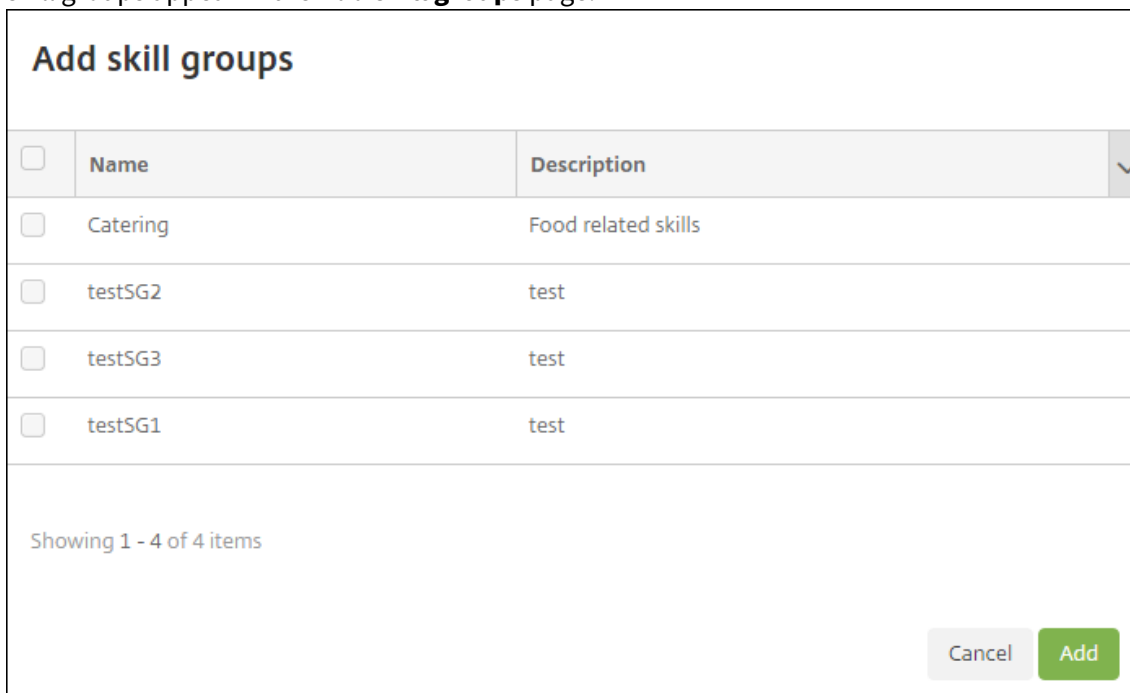 Add skill groups
Name Description
Catering Food related skills
testSG2 test
testSG3 test
testSG1 test
Showing 1 - 4 of 4 items
Cancel Add